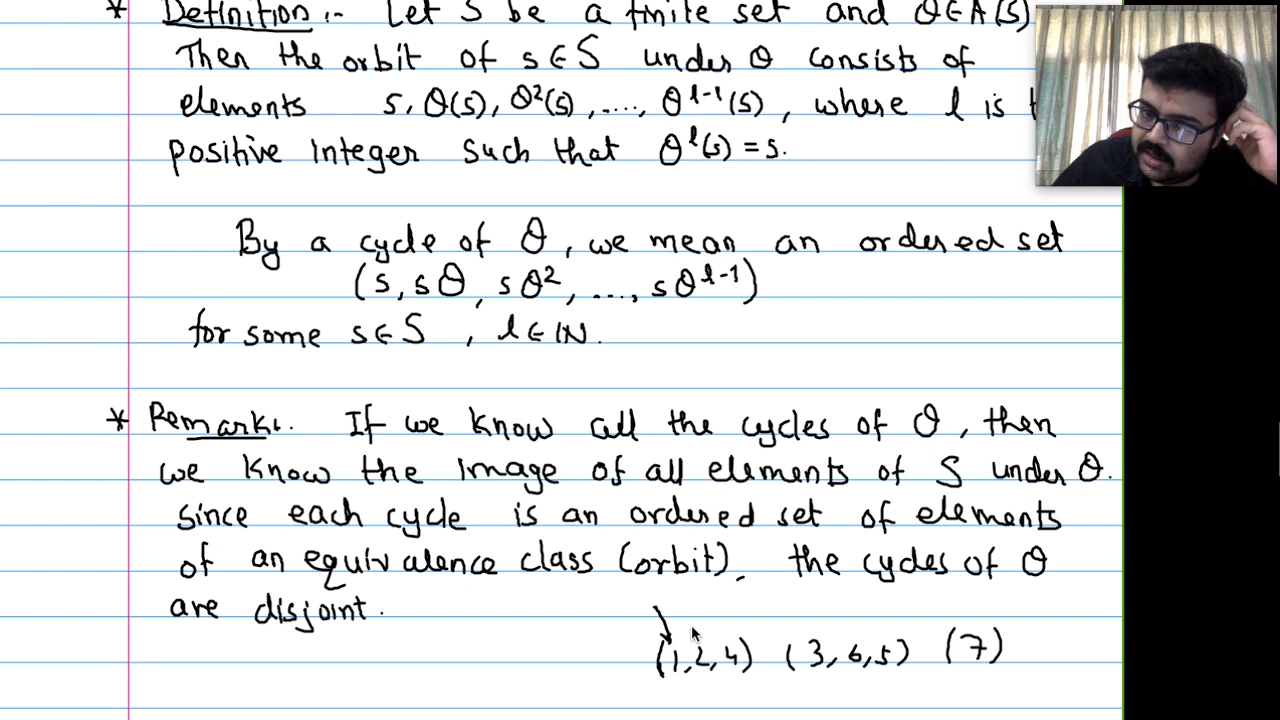 * Definition :- Let S be a finite set and θ∈A(S)
Then the orbit of s∈S under θ consists of
elements s, θ(s), θ²(s), ...., θˡ⁻¹(s), where l is
positive integer such that θˡ(s) = s.
By a cycle of θ, we mean an ordered set
(s, sθ, sθ², ..., sθˡ⁻¹)
for some s∈S , l∈IN.
* Remark:. If we know all the cycles of θ, then
we know the image of all elements of S under θ.
since each cycle is an ordered set of elements
of an equivalence class (orbit). the cycles of θ
are disjoint.
(1,2,4) (3,6,5) (7)